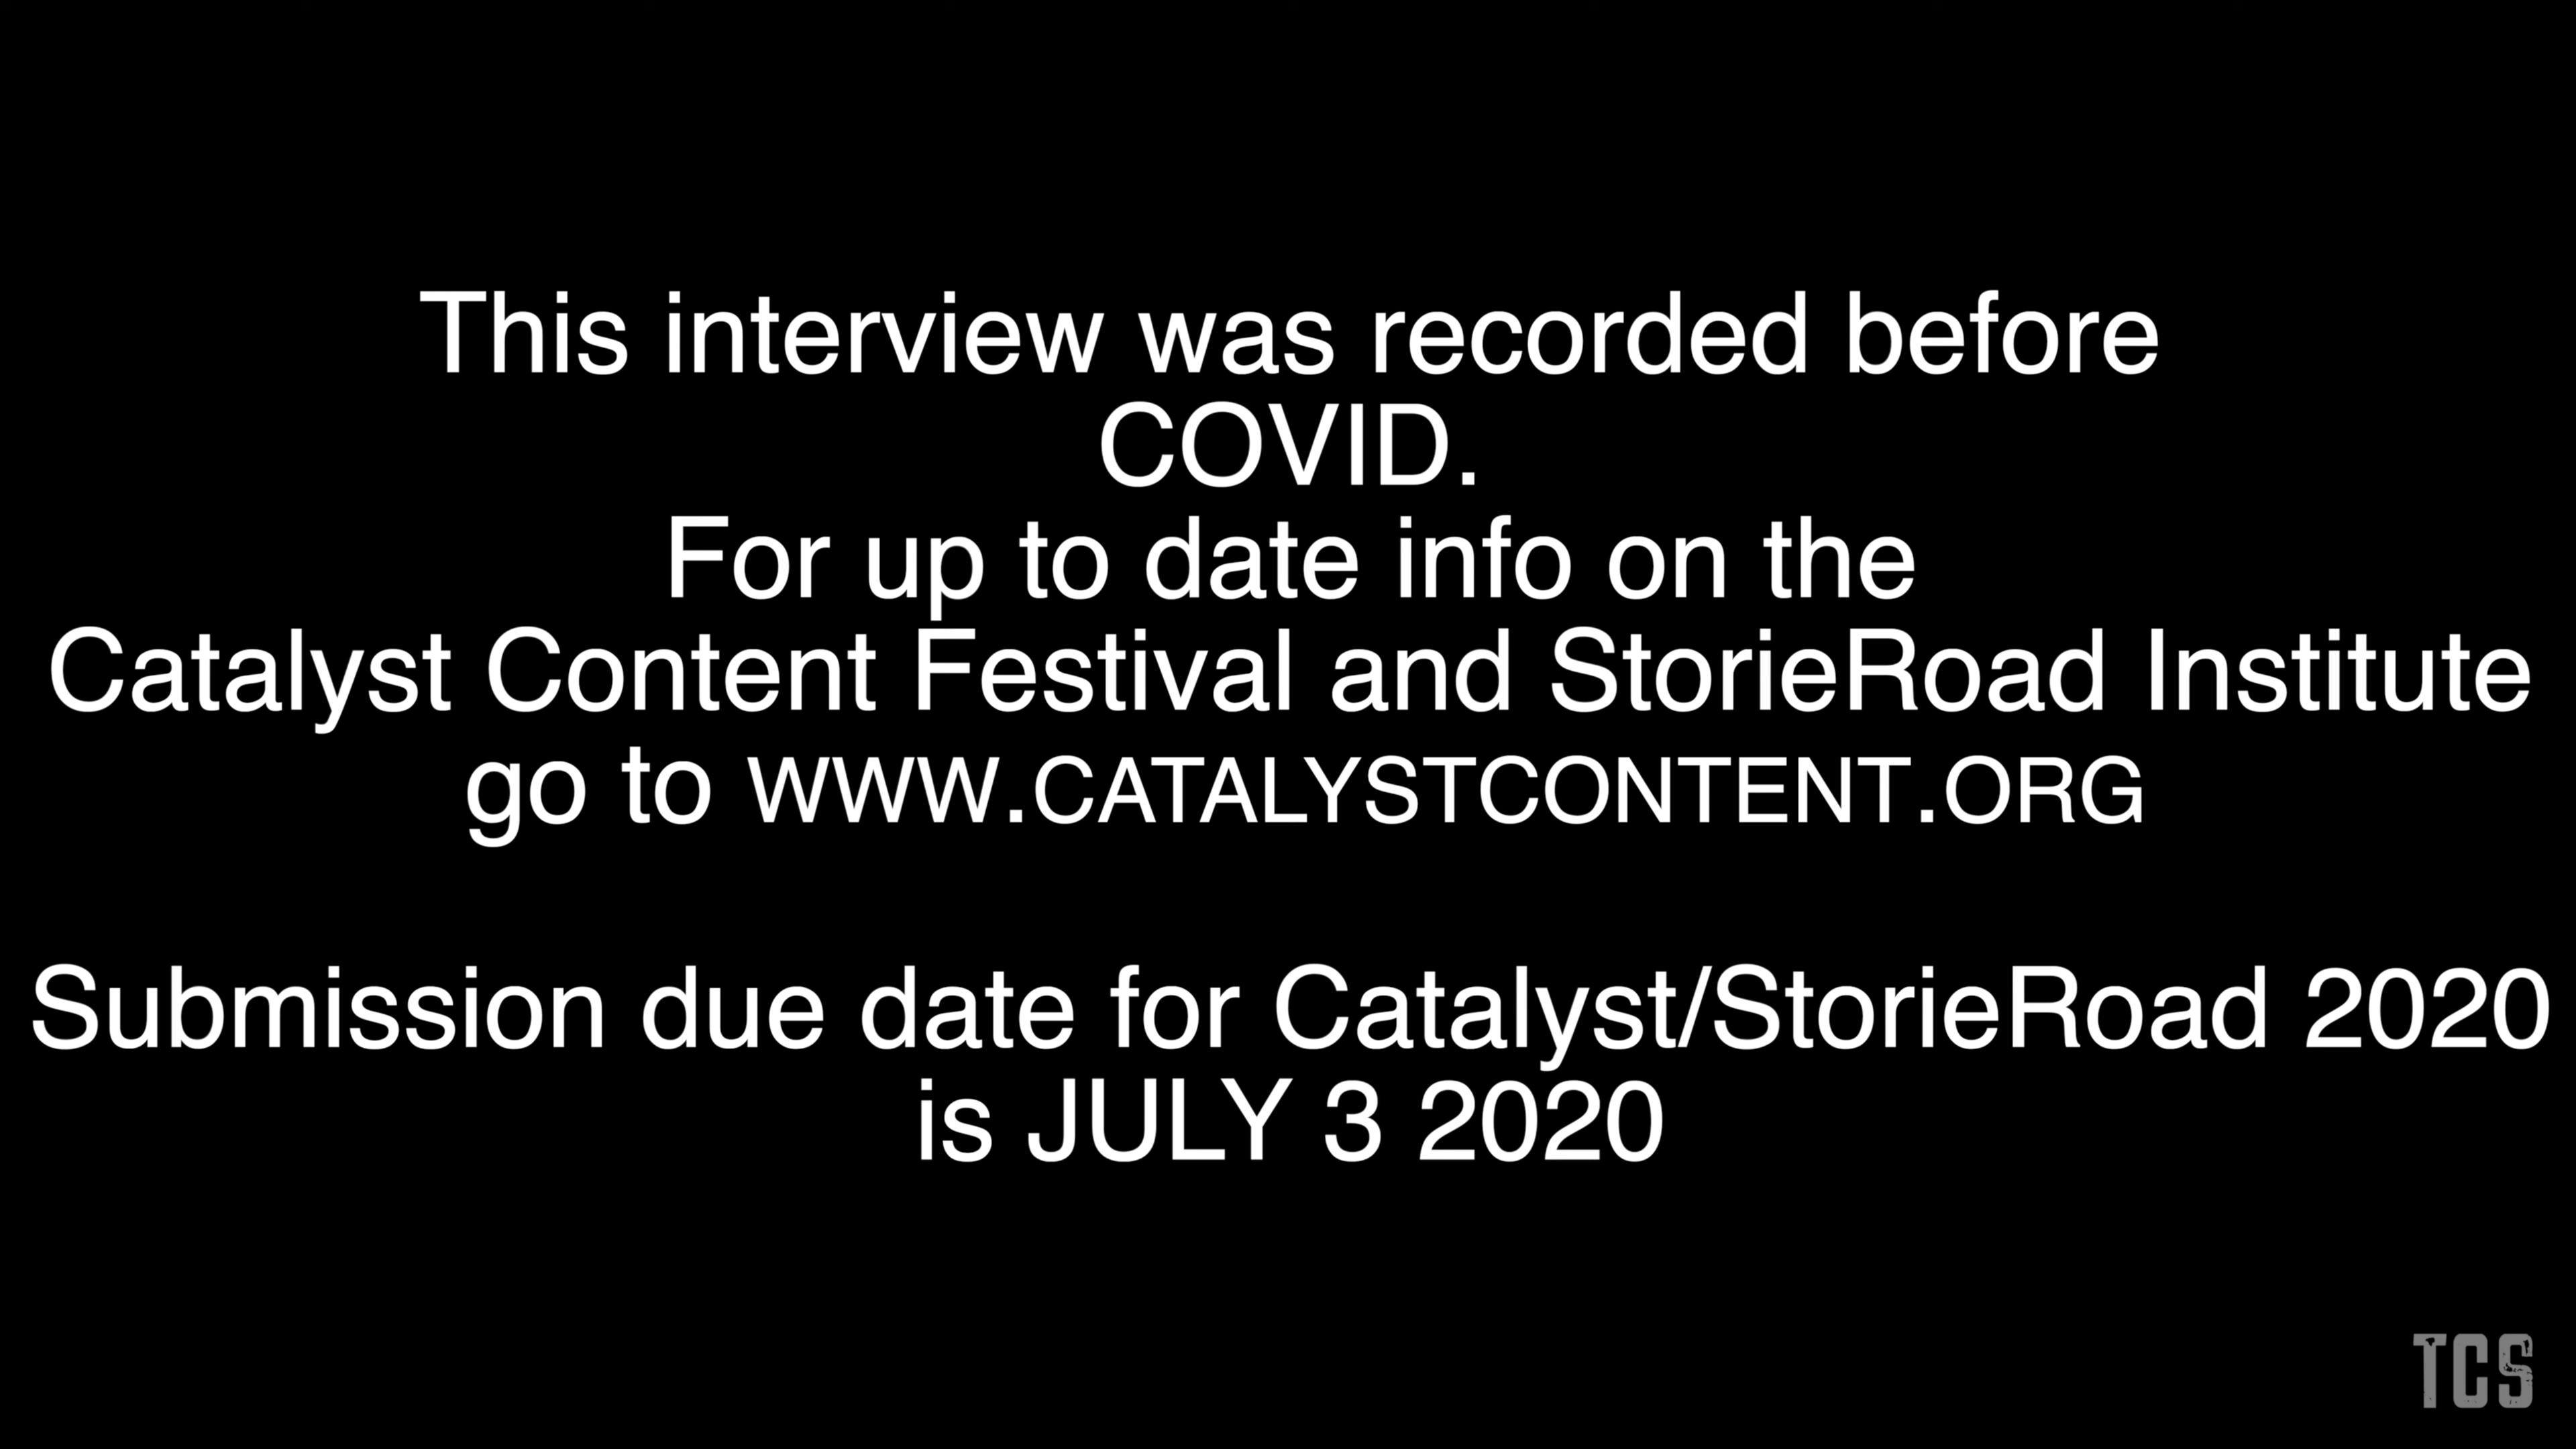 This interview was recorded before
COVID.
For up to date info on the
Catalyst Content Festival and StorieRoad Institute
go to WWW.CATALYSTCONTENT.ORG
Submission due date for Catalyst/StorieRoad 2020
is JULY 3 2020
TCS